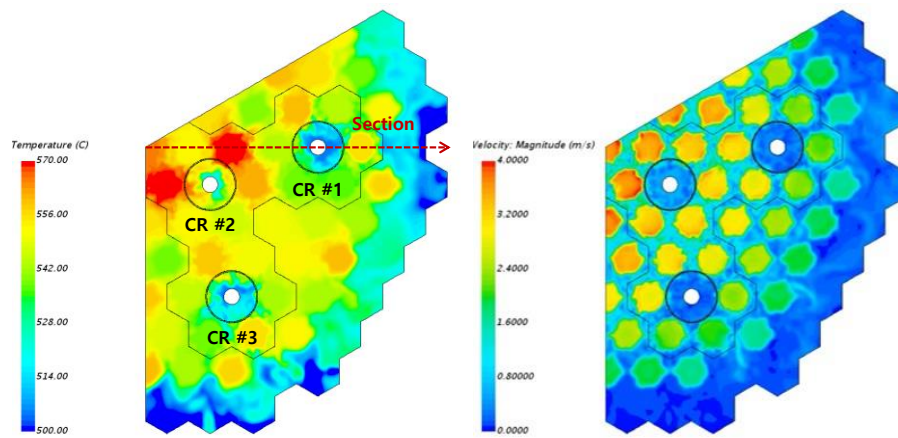 Temperature (C)
570.00
556.00
542.00
528.00
514.00
500.00
Section
CR #1
CR #2
CR #3
Velocity: Magnitude (m/s)
4.0000
3.2000
2.4000
1.6000
0.80000
0.0000